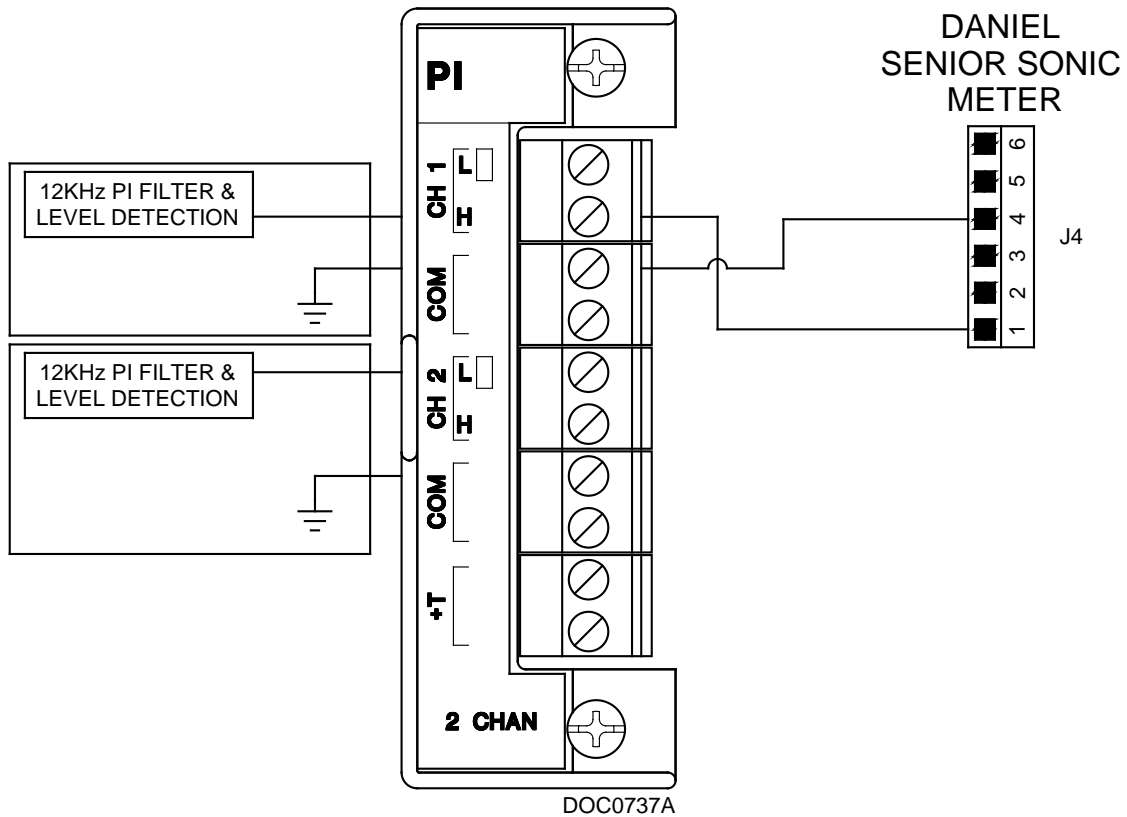 DANIEL
SENIOR SONIC
METER
PI
12KHz PI FILTER &
LEVEL DETECTION
CH 1
L
H
COM
12KHz PI FILTER &
LEVEL DETECTION
CH 2
L
H
COM
+T
2 CHAN
6
5
4
3
2
1
J4
DOC0737A